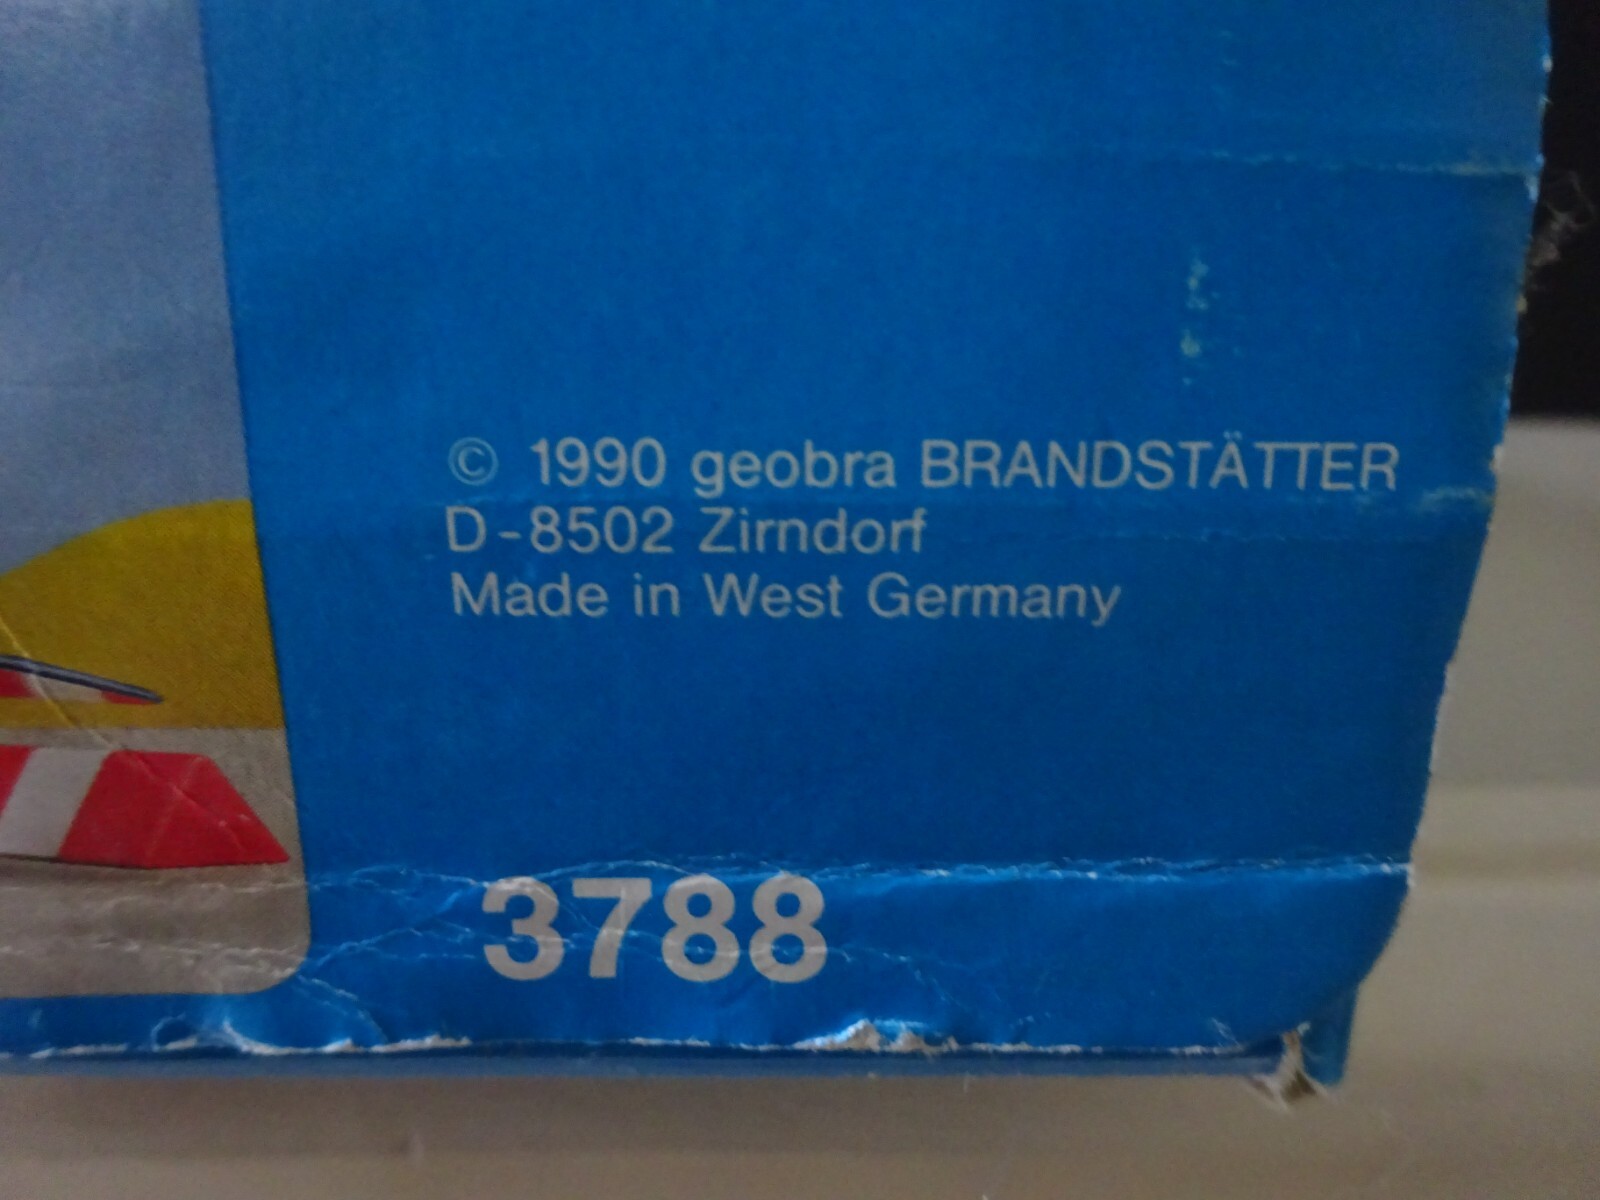 © 1990 geobra BRANDSTÄTTER
D-8502 Zirndorf
Made in West Germany
3788